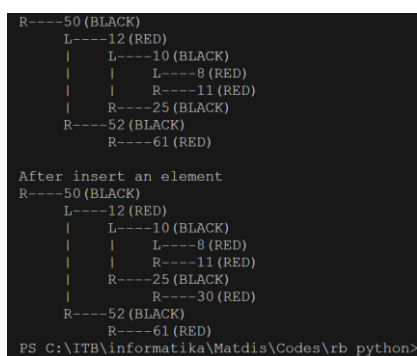 R----50(BLACK)
     L----12(RED)
     |    L----10(BLACK)
     |    |    L----8(RED)
     |    |    R----11(RED)
     |    R----25(BLACK)
     R----52(BLACK)
          R----61(RED)

After insert an element
R----50(BLACK)
     L----12(RED)
     |    L----10(BLACK)
     |    |    L----8(RED)
     |    |    R----11(RED)
     |    R----25(BLACK)
     |         R----30(RED)
     R----52(BLACK)
          R----61(RED)
PS C:\ITB\informatika\Matdis\Codes\rb python>